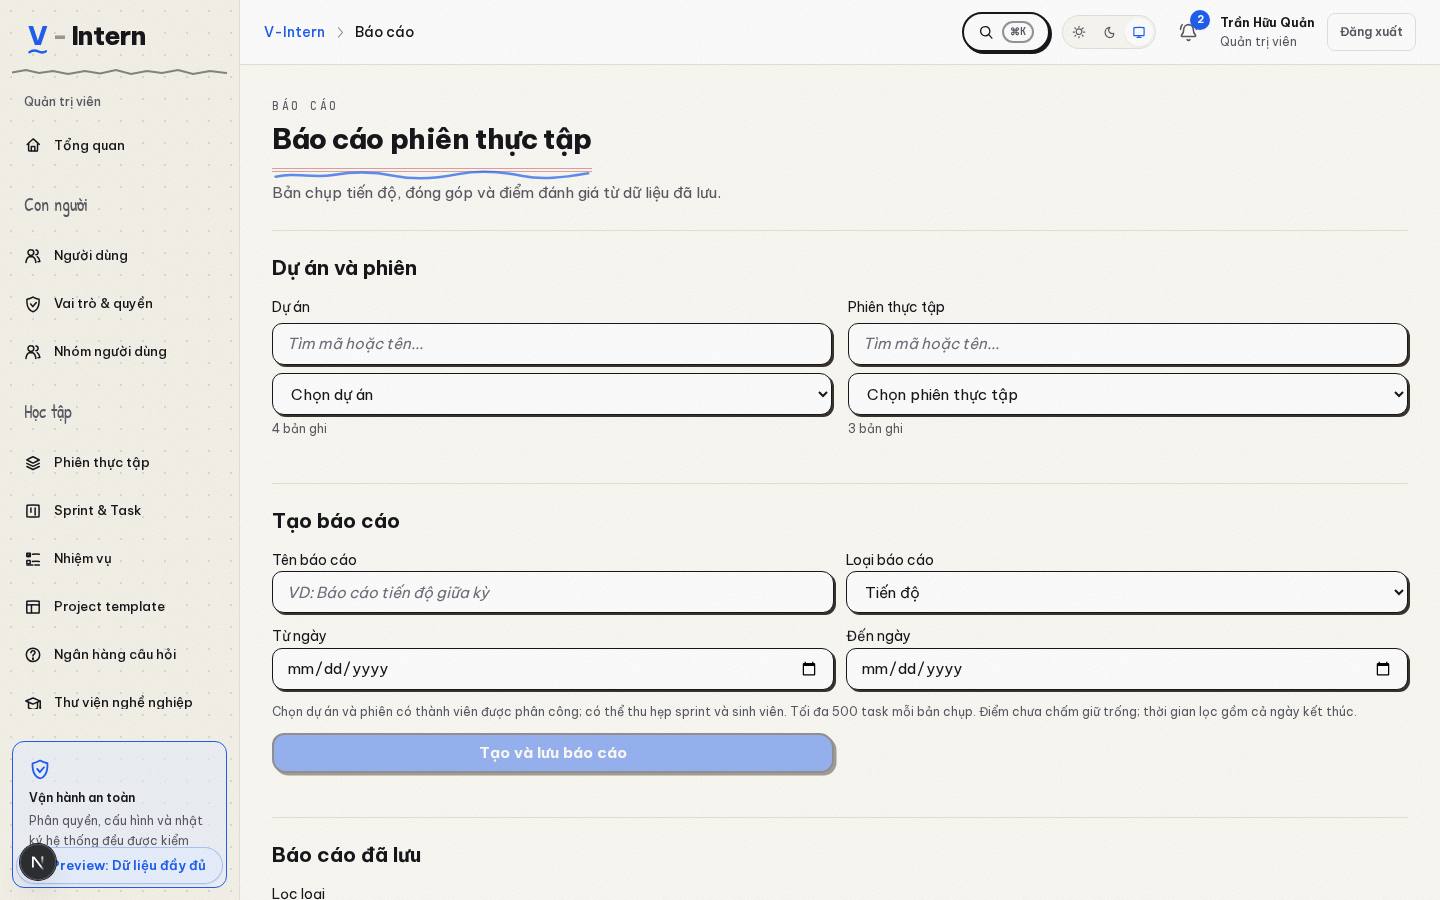 V - Intern
Quản trị viên
Tổng quan
Con người
Người dùng
Vai trò & quyền
Nhóm người dùng
Học tập
Phiên thực tập
Sprint & Task
Nhiệm vụ
Project template
Ngân hàng câu hỏi
Thư viện nghề nghiệp
Vận hành an toàn
Phân quyền, cấu hình và nhật
ký hệ thống đều được kiểm
Preview: Dữ liệu đầy đủ
V-Intern > Báo cáo
⌘K
2
Trần Hữu Quản
Quản trị viên
Đăng xuất
BÁO CÁO
Báo cáo phiên thực tập
Bản chụp tiến độ, đóng góp và điểm đánh giá từ dữ liệu đã lưu.
Dự án và phiên
Dự án
Tìm mã hoặc tên...
Chọn dự án
4 bản ghi
Phiên thực tập
Tìm mã hoặc tên...
Chọn phiên thực tập
3 bản ghi
Tạo báo cáo
Tên báo cáo
VD: Báo cáo tiến độ giữa kỳ
Loại báo cáo
Tiến độ
Từ ngày
mm/dd/yyyy
Đến ngày
mm/dd/yyyy
Chọn dự án và phiên có thành viên được phân công; có thể thu hẹp sprint và sinh viên. Tối đa 500 task mỗi bản chụp. Điểm chưa chấm giữ trống; thời gian lọc gồm cả ngày kết thúc.
Tạo và lưu báo cáo
Báo cáo đã lưu
Lọc loại